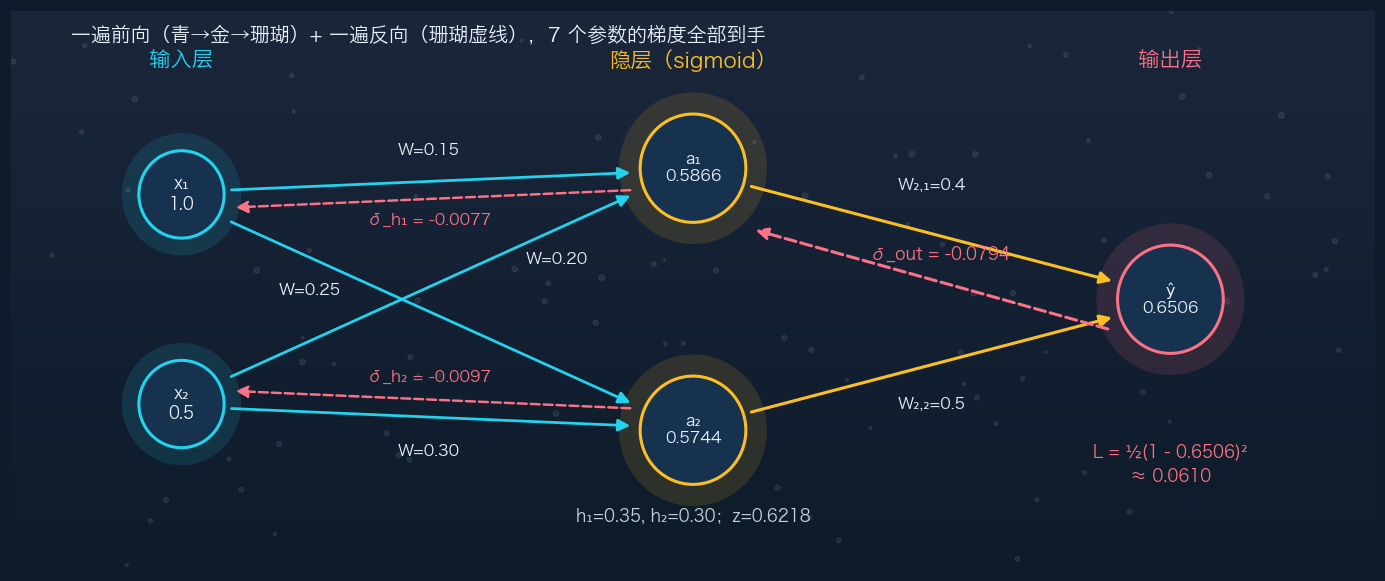 一遍前向（青→金→珊瑚）+ 一遍反向（珊瑚虚线），7 个参数的梯度全部到手
输入层
隐层（sigmoid）
输出层
W=0.15
x₁
1.0
a₁
0.5866
W₂,₁=0.4
δ_h₁ = -0.0077
W=0.20
δ_out = -0.0794
W=0.25
ŷ
0.6506
δ_h₂ = -0.0097
x₂
0.5
a₂
0.5744
W₂,₂=0.5
W=0.30
L = ½(1 - 0.6506)²
≈ 0.0610
h₁=0.35, h₂=0.30；z=0.6218